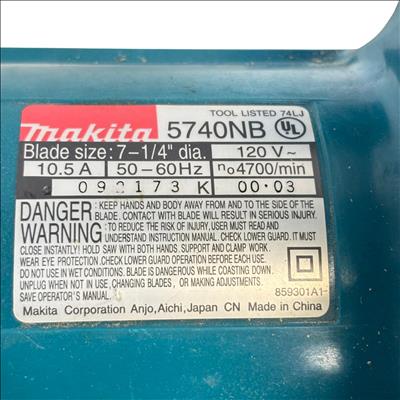 TOOL LISTED 74LJ
makita 5740NB UL
Blade size: 7-1/4" dia. 120 V~
10.5 A 50-60Hz n₀4700/min
092173 K 00·03
DANGER KEEP HANDS AND BODY AWAY FROM AND TO THE SIDE OF THE BLADE. CONTACT WITH BLADE WILL RESULT IN SERIOUS INJURY.
WARNING : TO REDUCE THE RISK OF INJURY, USER MUST READ AND UNDERSTAND INSTRUCTION MANUAL. CHECK LOWER GUARD. IT MUST
CLOSE INSTANTLY! HOLD SAW WITH BOTH HANDS. SUPPORT AND CLAMP WORK.
WEAR EYE PROTECTION. CHECK LOWER GUARD OPERATION BEFORE EACH USE.
DO NOT USE IN WET CONDITIONS. BLADE IS DANGEROUS WHILE COASTING DOWN.
UNPLUG WHEN NOT IN USE, CHANGING BLADES, OR MAKING ADJUSTMENTS.
SAVE OPERATOR'S MANUAL. 859301A1
Makita Corporation Anjo, Aichi, Japan CN Made in China